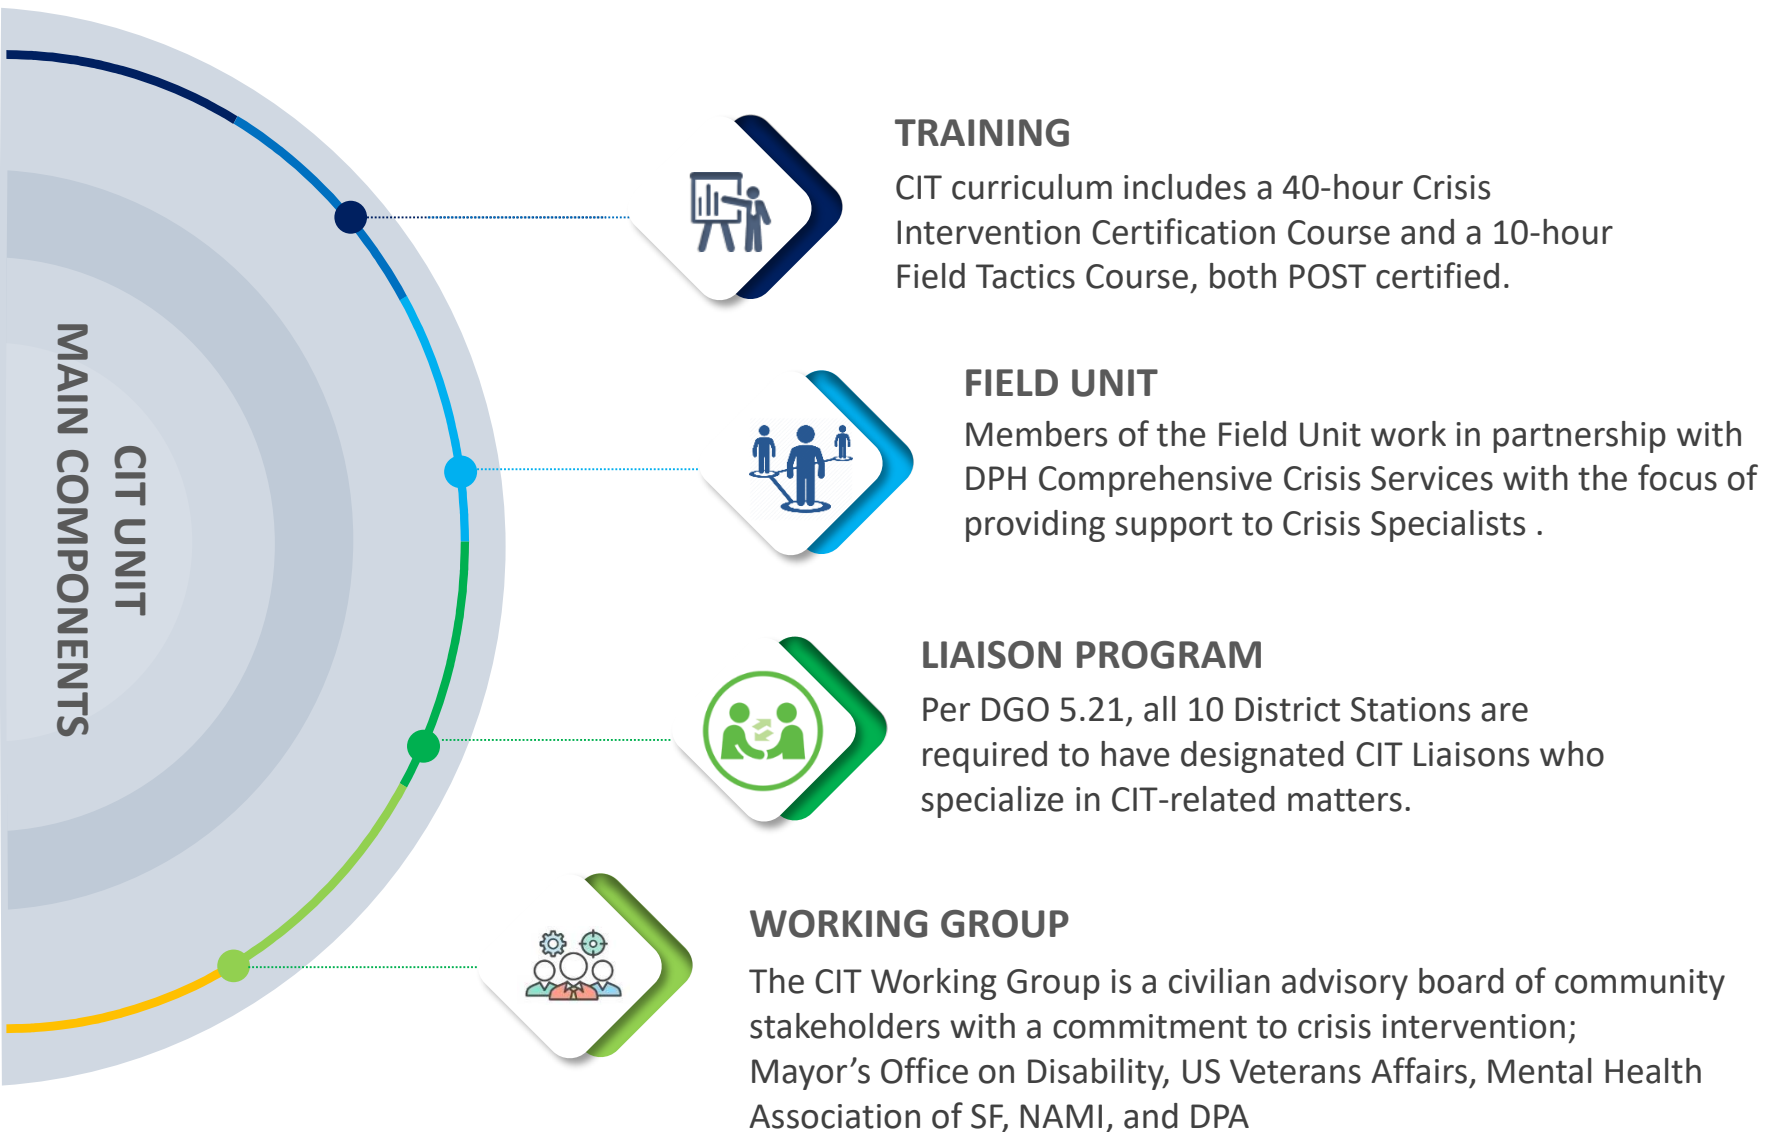 CIT UNIT
MAIN COMPONENTS
TRAINING
CIT curriculum includes a 40-hour Crisis
Intervention Certification Course and a 10-hour
Field Tactics Course, both POST certified.
FIELD UNIT
Members of the Field Unit work in partnership with
DPH Comprehensive Crisis Services with the focus of
providing support to Crisis Specialists .
LIAISON PROGRAM
Per DGO 5.21, all 10 District Stations are
required to have designated CIT Liaisons who
specialize in CIT-related matters.
WORKING GROUP
The CIT Working Group is a civilian advisory board of community
stakeholders with a commitment to crisis intervention;
Mayor’s Office on Disability, US Veterans Affairs, Mental Health
Association of SF, NAMI, and DPA